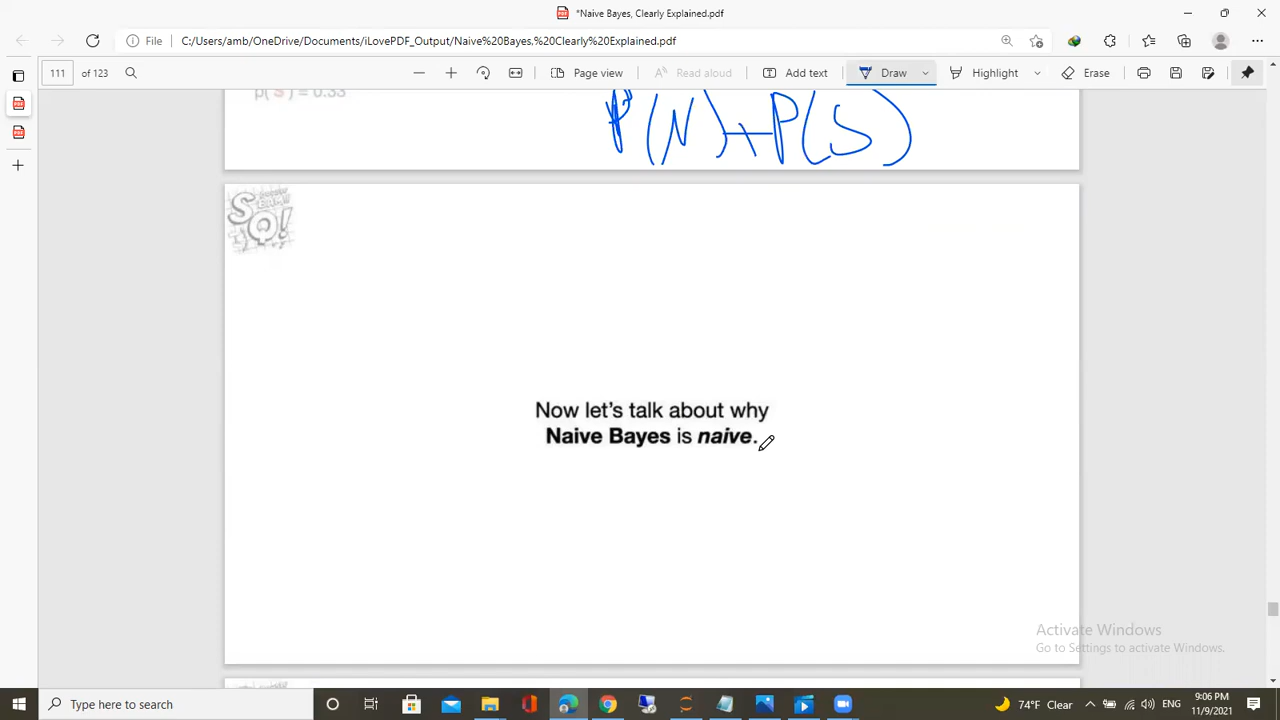 *Naive Bayes, Clearly Explained.pdf
File C:/Users/amb/OneDrive/Documents/iLovePDF_Output/Naive%20Bayes,%20Clearly%20Explained.pdf
111 of 123 Page view Read aloud Add text Draw Highlight Erase
p( S ) = 0.33
P(N)+P(S)
Now let's talk about why
Naive Bayes is naive.
Activate Windows
Go to Settings to activate Windows.
Type here to search
74°F Clear ENG
9:06 PM
11/9/2021